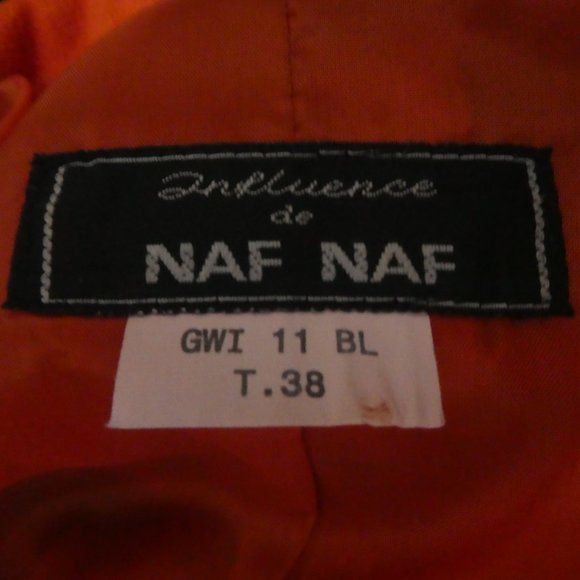 Influence
de
NAF NAF
GWI 11 BL
T.38